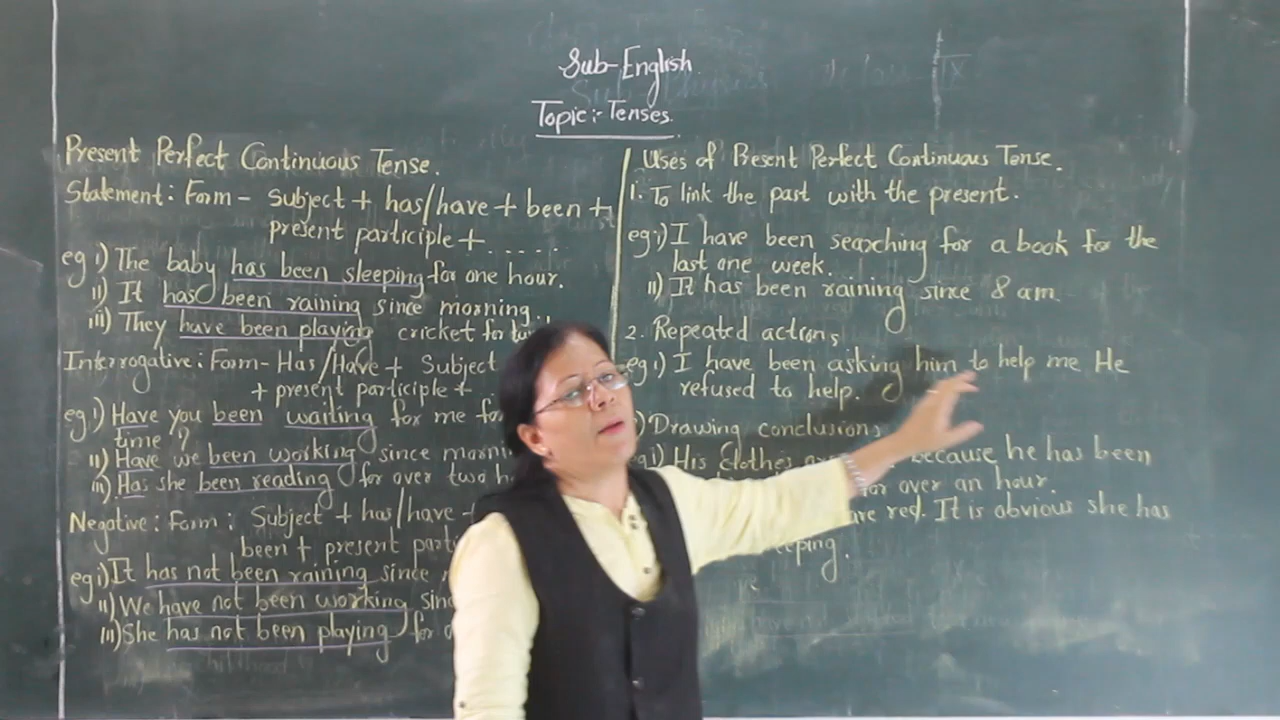 Sub-English
Topic:- Tenses.
Present Perfect Continuous Tense.
Statement: Form - Subject + has/have + been +
present participle + .....
eg i) The baby has been sleeping for one hour.
ii) It has been raining since morning.
iii) They have been playing cricket for
Interrogative: Form- Has/Have + Subject
+ present participle +
eg:i) Have you been waiting for me for
time ?
ii) Have we been working since
iii) Has she been reading for over two
Negative: Form: Subject + has/have
been + present
eg:i) It has not been raining since
ii) We have not been working
iii) She has not been playing for
Uses of Present Perfect Continuous Tense.
1. To link the past with the present.
eg:i) I have been searching for a book for the
last one week.
ii) It has been raining since 8 am.
2. Repeated actions
eg i) I have been asking him to help me He
refused to help.
Drawing conclusions
i) His clothes because he has been
for over an hour.
are red. It is obvious she has